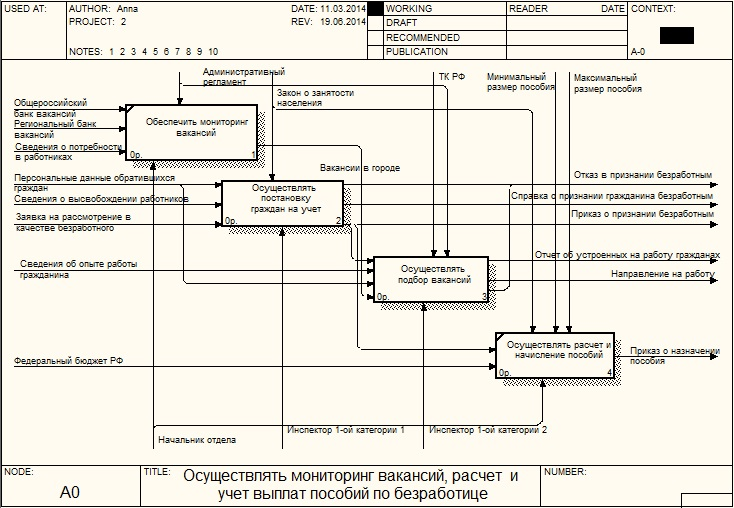 USED AT:
AUTHOR: Anna
DATE: 11.03.2014
WORKING
READER
DATE
CONTEXT:
PROJECT: 2
REV: 19.06.2014
DRAFT
RECOMMENDED
NOTES: 1 2 3 4 5 6 7 8 9 10
PUBLICATION
A-0
Административный
регламент
ТК РФ
Минимальный
размер пособия
Максимальный
размер пособия
Закон о занятости
населения
Общероссийский
банк вакансий
Региональный банк
вакансий
Сведения о потребности
в работниках
Обеспечить мониторинг
вакансий
0р.
1
Вакансии в городе
Персональные данные обратившихся
граждан
Сведения о высвобождении работников
Заявка на рассмотрение в
качестве безработного
Осуществлять
постановку
граждан на учет
0р.
2
Отказ в признании безработным
Справка о признании гражданина безработным
Приказ о признании безработным
Сведения об опыте работы
гражданина
Осуществлять
подбор вакансий
0р.
3
Отчет об устроенных на работу гражданах
Направление на работу
Федеральный бюджет РФ
Осуществлять расчет и
начисление пособий
0р.
4
Приказ о назначении
пособия
Начальник отдела
Инспектор 1-ой категории 1
Инспектор 1-ой категории 2
NODE:
A0
TITLE:
Осуществлять мониторинг вакансий, расчет и
учет выплат пособий по безработице
NUMBER: